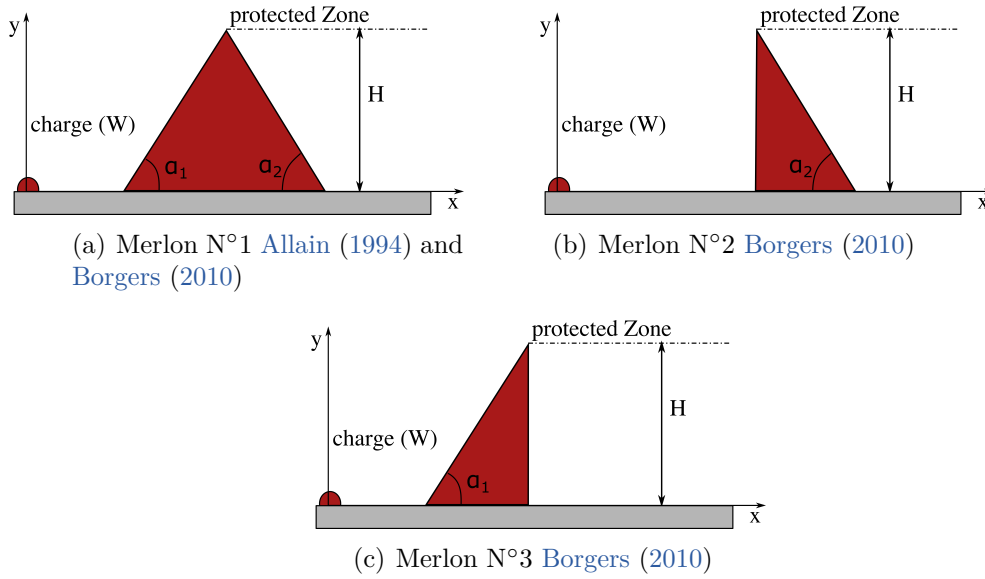 protected Zone
y
H
charge (W)
α₁
α₂
x
(a) Merlon N°1 Allain (1994) and
Borgers (2010)
protected Zone
y
H
charge (W)
α₂
x
(b) Merlon N°2 Borgers (2010)
protected Zone
y
H
charge (W)
α₁
x
(c) Merlon N°3 Borgers (2010)